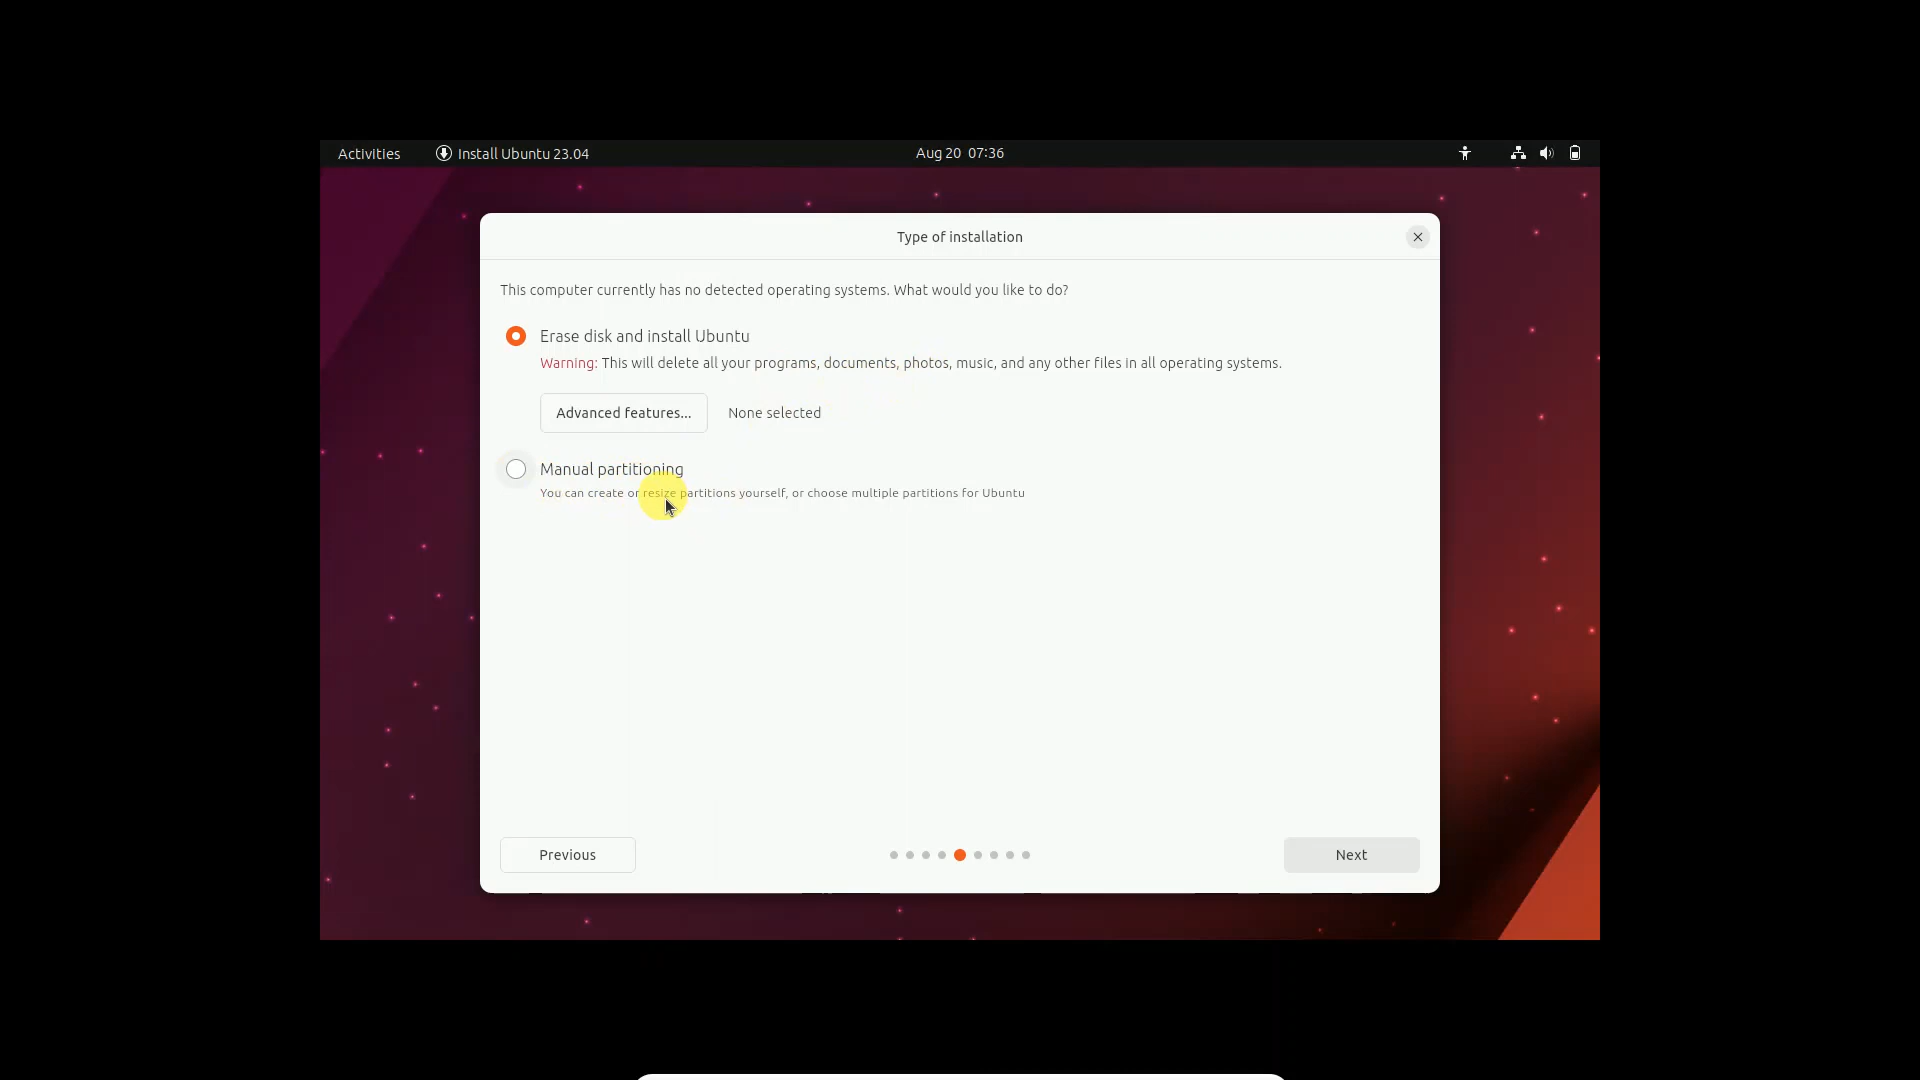 Activities Install Ubuntu 23.04 Aug 20 07:36
Type of installation
This computer currently has no detected operating systems. What would you like to do?
Erase disk and install Ubuntu
Warning: This will delete all your programs, documents, photos, music, and any other files in all operating systems.
Advanced features... None selected
Manual partitioning
You can create or resize partitions yourself, or choose multiple partitions for Ubuntu
Previous Next